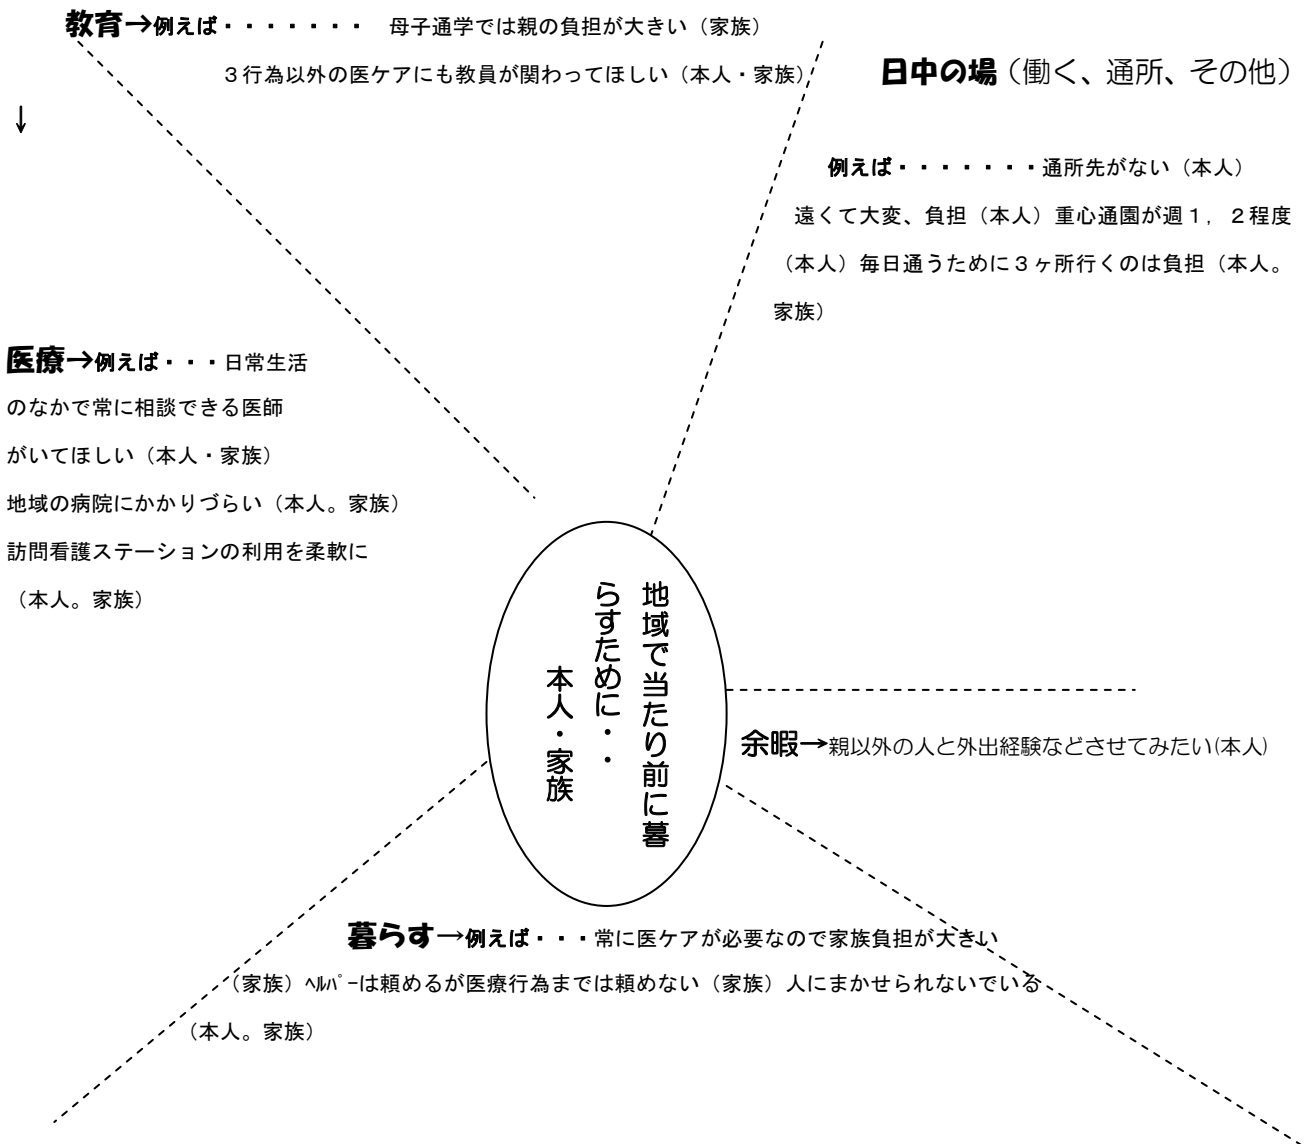 教育→例えば・・・・・・・　母子通学では親の負担が大きい（家族）
３行為以外の医ケアにも教員が関わってほしい（本人・家族）
↓
日中の場（働く、通所、その他）
例えば・・・・・・・通所先がない（本人）
遠くて大変、負担（本人）重心通園が週１，２程度
（本人）毎日通うために３ヶ所行くのは負担（本人。
家族）
医療→例えば・・・日常生活
のなかで常に相談できる医師
がいてほしい（本人・家族）
地域の病院にかかりづらい（本人。家族）
訪問看護ステーションの利用を柔軟に
（本人。家族）
地域で当たり前に暮
らすために・・
本人・家族
余暇→親以外の人と外出経験などさせてみたい(本人)
暮らす→例えば・・・常に医ケアが必要なので家族負担が大きい
（家族）ﾍﾙﾊﾟｰは頼めるが医療行為までは頼めない（家族）人にまかせられないでいる
（本人。家族）